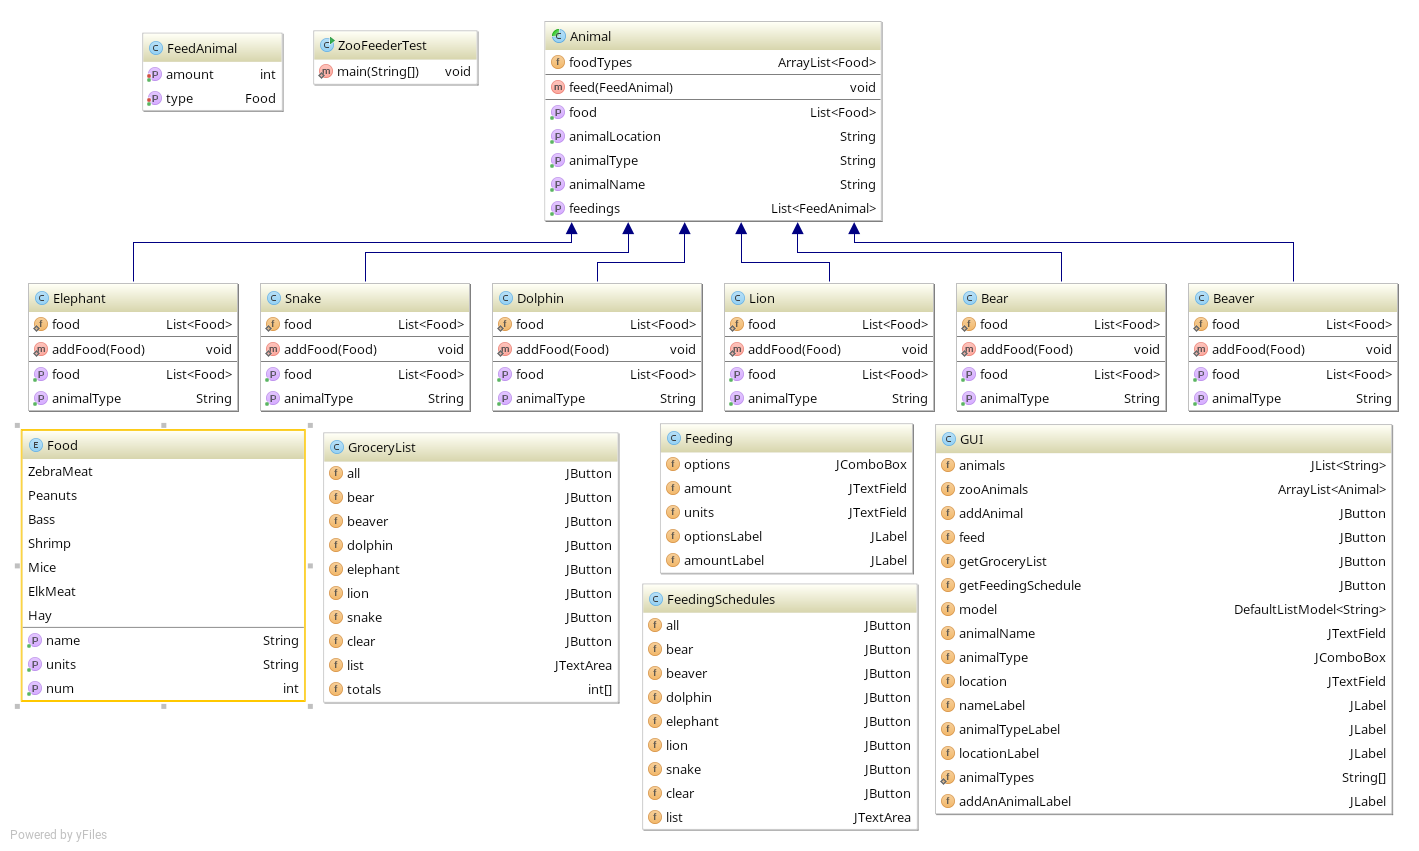 FeedAnimal
amount int
type Food
ZooFeederTest
main(String[]) void
Animal
foodTypes ArrayList<Food>
feed(FeedAnimal) void
food List<Food>
animalLocation String
animalType String
animalName String
feedings List<FeedAnimal>
Elephant
food List<Food>
addFood(Food) void
food List<Food>
animalType String
Snake
food List<Food>
addFood(Food) void
food List<Food>
animalType String
Dolphin
food List<Food>
addFood(Food) void
food List<Food>
animalType String
Lion
food List<Food>
addFood(Food) void
food List<Food>
animalType String
Bear
food List<Food>
addFood(Food) void
food List<Food>
animalType String
Beaver
food List<Food>
addFood(Food) void
food List<Food>
animalType String
Food
ZebraMeat
Peanuts
Bass
Shrimp
Mice
ElkMeat
Hay
name String
units String
num int
GroceryList
all JButton
bear JButton
beaver JButton
dolphin JButton
elephant JButton
lion JButton
snake JButton
clear JButton
list JTextArea
totals int[]
Feeding
options JComboBox
amount JTextField
units JTextField
optionsLabel JLabel
amountLabel JLabel
FeedingSchedules
all JButton
bear JButton
beaver JButton
dolphin JButton
elephant JButton
lion JButton
snake JButton
clear JButton
list JTextArea
GUI
animals JList<String>
zooAnimals ArrayList<Animal>
addAnimal JButton
feed JButton
getGroceryList JButton
getFeedingSchedule JButton
model DefaultListModel<String>
animalName JTextField
animalType JComboBox
location JTextField
nameLabel JLabel
animalTypeLabel JLabel
locationLabel JLabel
animalTypes String[]
addAnAnimalLabel JLabel
Powered by yFiles